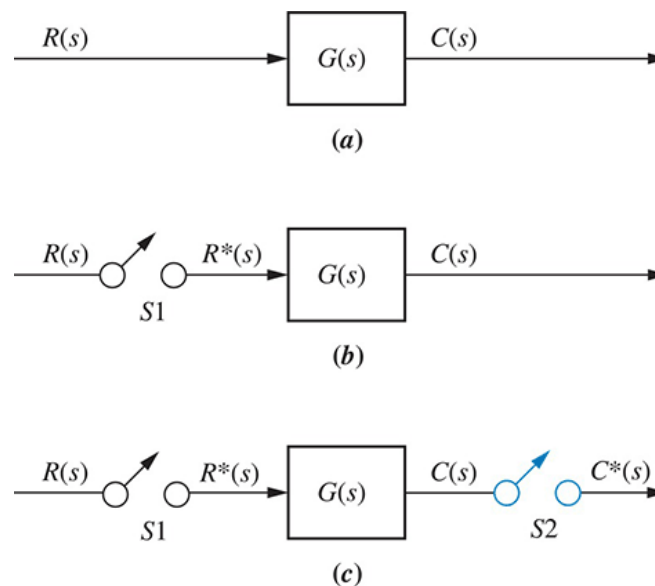 R(s) G(s) C(s)
(a)
R(s) R*(s) G(s) C(s)
S1
(b)
R(s) R*(s) G(s) C(s) C*(s)
S1 S2
(c)